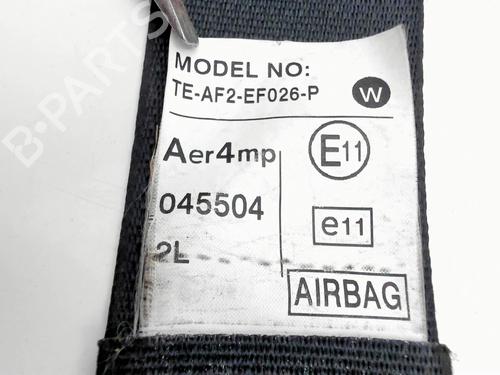 MODEL NO:
TE-AF2-EF026-P W
Aer4mp E11
045504
e11
2L
AIRBAG
B-PARTS